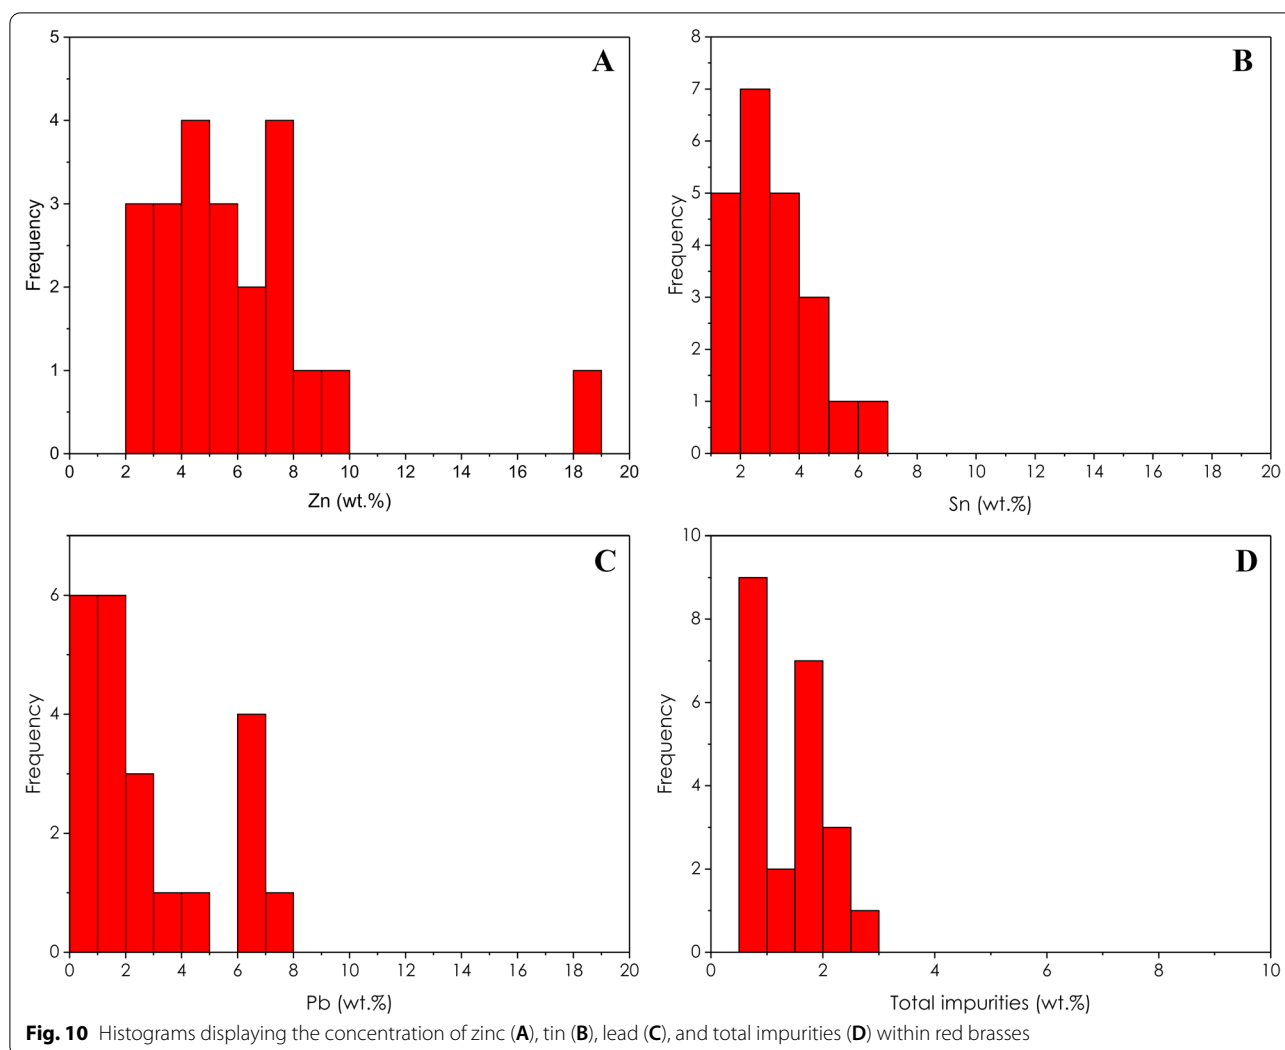 A
5
4
3
2
1
0
Frequency
0 2 4 6 8 10 12 14 16 18 20
Zn (wt.%)
B
8
7
6
5
4
3
2
1
0
Frequency
2 4 6 8 10 12 14 16 18 20
Sn (wt.%)
C
6
4
2
0
Frequency
0 2 4 6 8 10 12 14 16 18 20
Pb (wt.%)
D
10
8
6
4
2
0
Frequency
0 2 4 6 8 10
Total impurities (wt.%)
Fig. 10 Histograms displaying the concentration of zinc (A), tin (B), lead (C), and total impurities (D) within red brasses